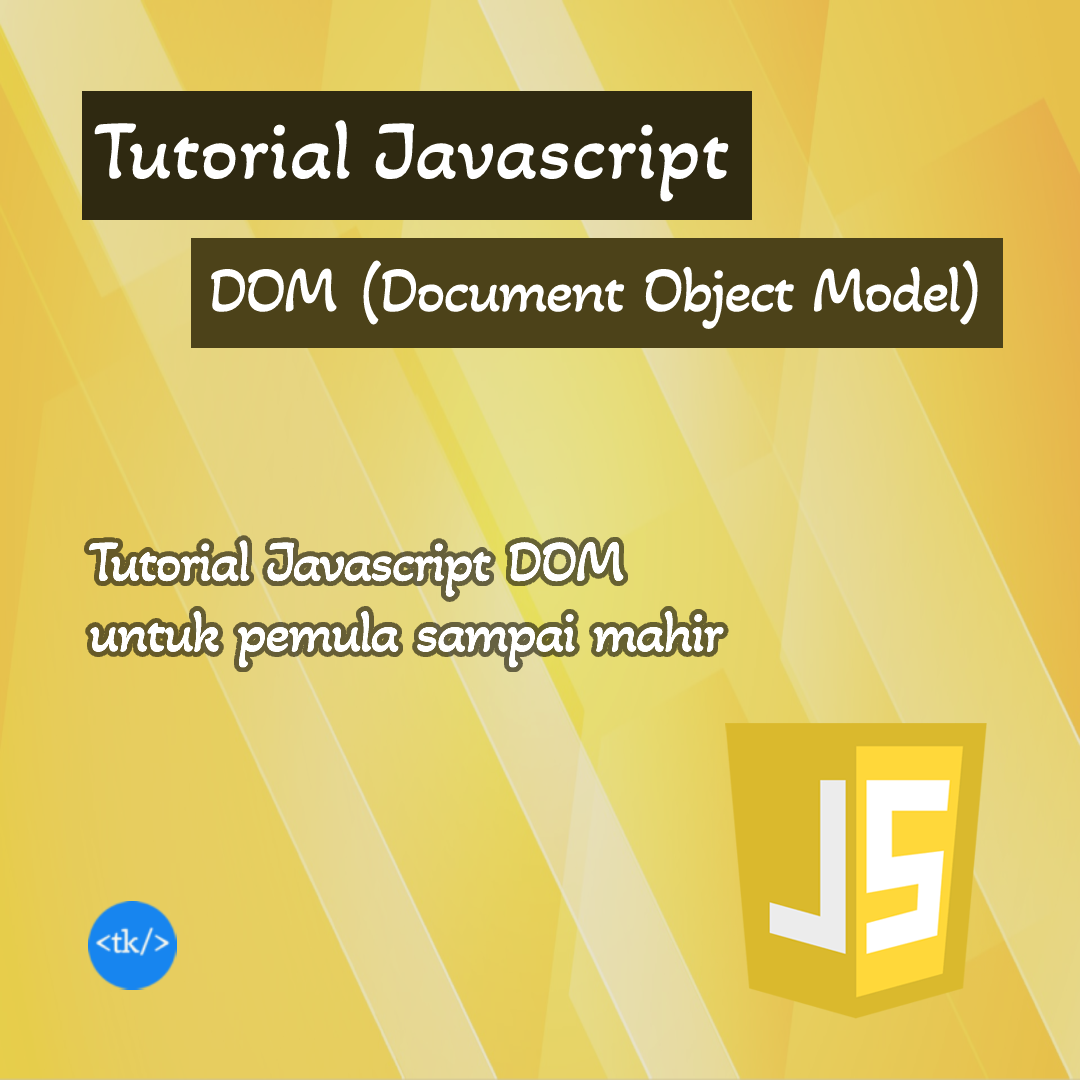 Tutorial Javascript
DOM (Document Object Model)
Tutorial Javascript DOM
untuk pemula sampai mahir
JS
<tk/>